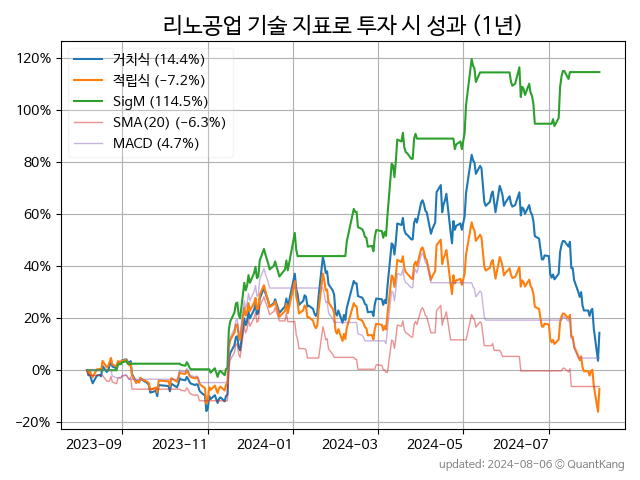 리노공업 기술 지표로 투자 시 성과 (1년)
120%
100%
80%
60%
40%
20%
0%
−20%
거치식 (14.4%)
적립식 (−7.2%)
SigM (114.5%)
SMA(20) (−6.3%)
MACD (4.7%)
2023-09
2023-11
2024-01
2024-03
2024-05
2024-07
updated: 2024-08-06 © QuantKang